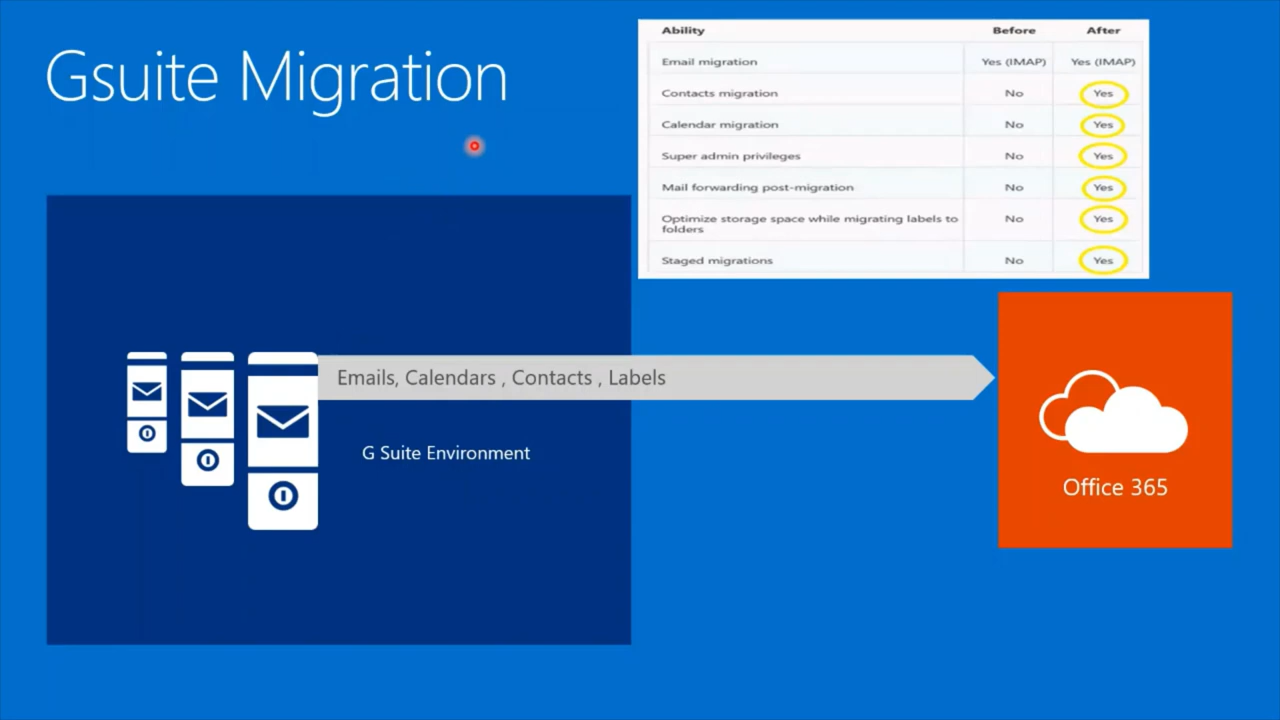 Gsuite Migration
Ability Before After
Email migration Yes (IMAP) Yes (IMAP)
Contacts migration No Yes
Calendar migration No Yes
Super admin privileges No Yes
Mail forwarding post-migration No Yes
Optimize storage space while migrating labels to No Yes
folders
Staged migrations No Yes
Emails, Calendars , Contacts , Labels
G Suite Environment
Office 365